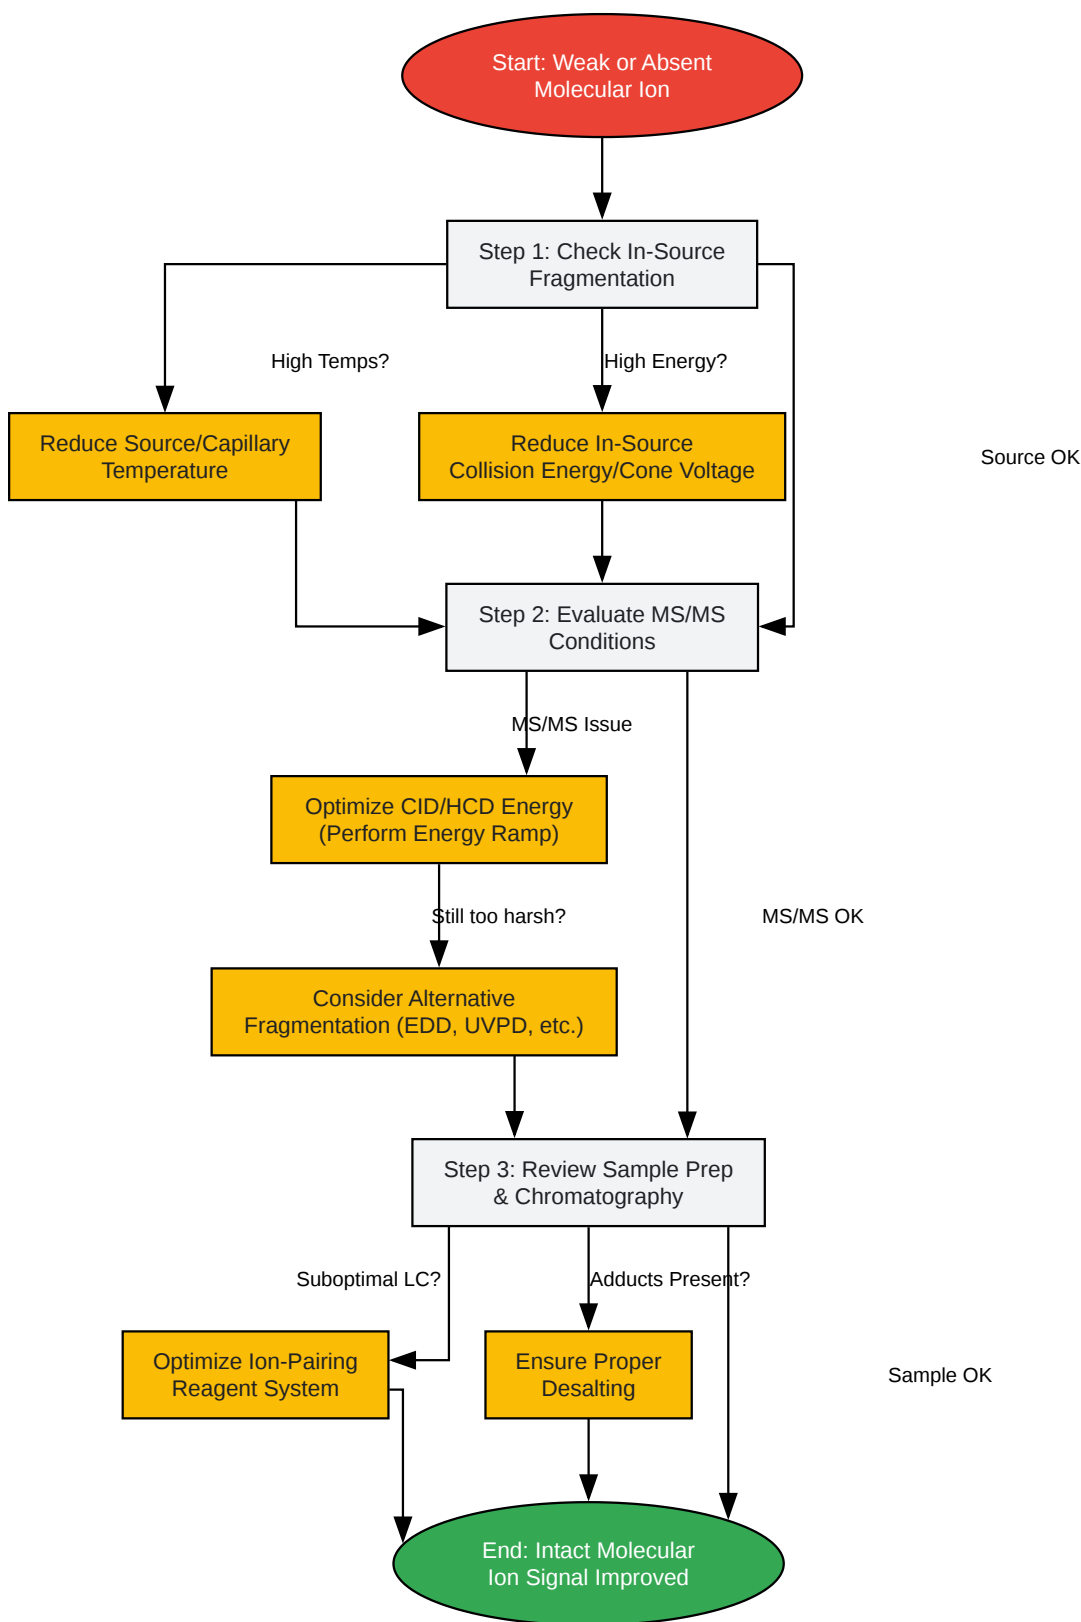 Start: Weak or Absent
Molecular Ion
Step 1: Check In-Source
Fragmentation
High Temps?
High Energy?
Reduce Source/Capillary
Temperature
Reduce In-Source
Collision Energy/Cone Voltage
Source OK
Step 2: Evaluate MS/MS
Conditions
MS/MS Issue
Optimize CID/HCD Energy
(Perform Energy Ramp)
Still too harsh?
MS/MS OK
Consider Alternative
Fragmentation (EDD, UVPD, etc.)
Step 3: Review Sample Prep
& Chromatography
Suboptimal LC?
Adducts Present?
Optimize Ion-Pairing
Reagent System
Ensure Proper
Desalting
Sample OK
End: Intact Molecular
Ion Signal Improved